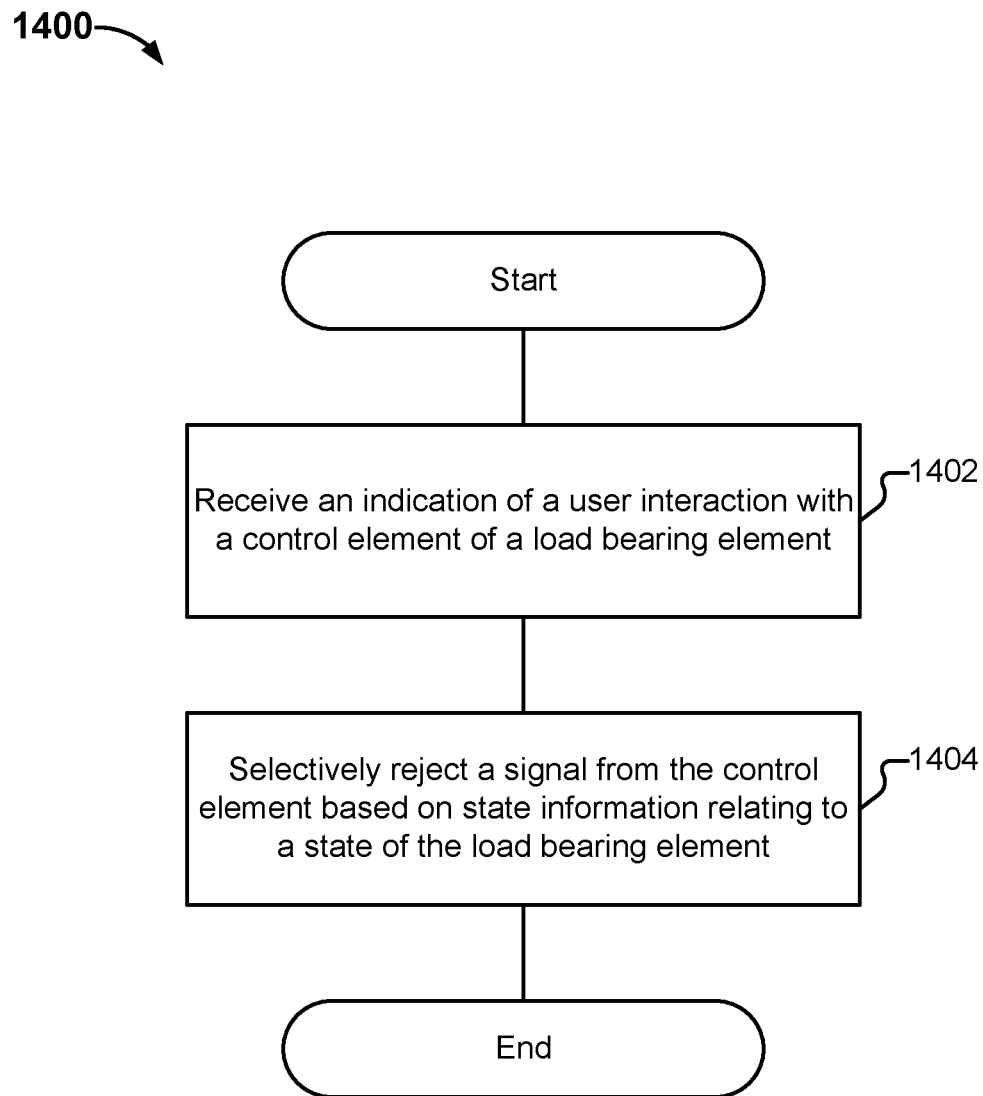 1400
Start
Receive an indication of a user interaction with
a control element of a load bearing element
1402
Selectively reject a signal from the control
element based on state information relating to
a state of the load bearing element
1404
End